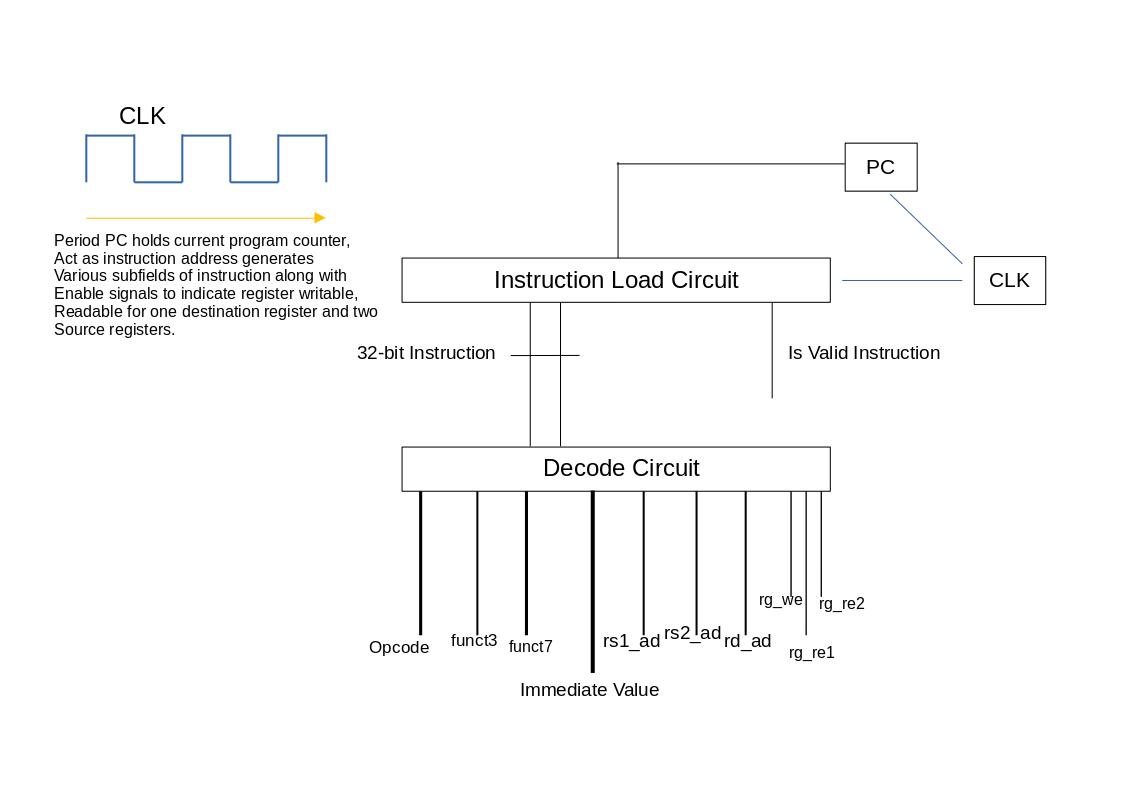 CLK
PC
Instruction Load Circuit
CLK
Period PC holds current program counter,
Act as instruction address generates
Various subfields of instruction along with
Enable signals to indicate register writable,
Readable for one destination register and two
Source registers.
32-bit Instruction
Is Valid Instruction
Decode Circuit
rg_we
rg_re2
Opcode
funct3
funct7
rs1_ad
rs2_ad
rd_ad
rg_re1
Immediate Value